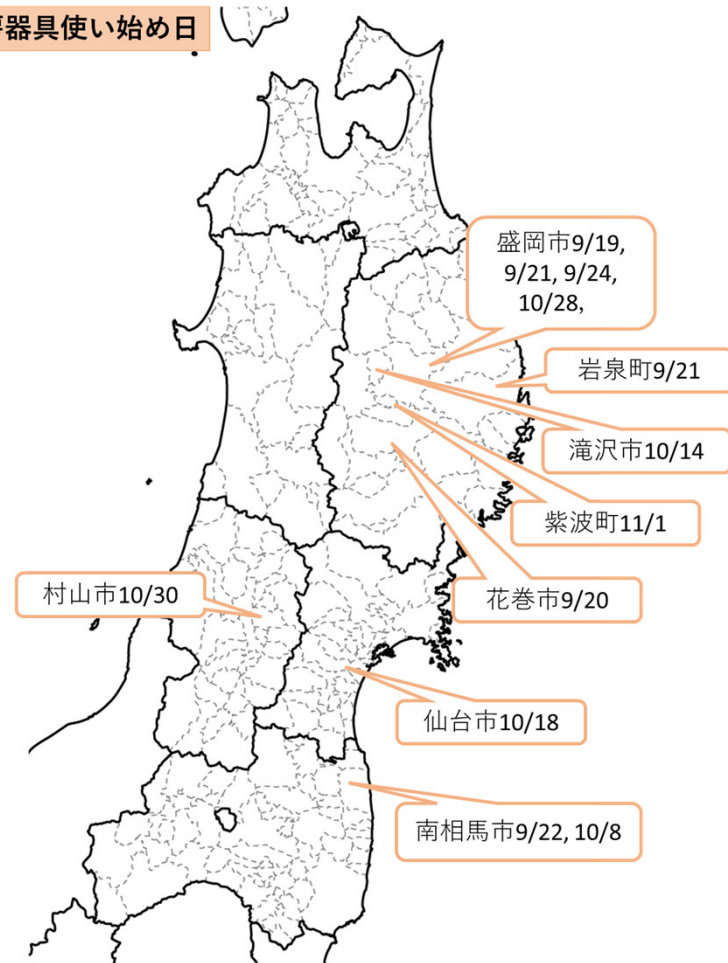 器具使い始め日
盛岡市9/19,
9/21, 9/24,
10/28,
岩泉町9/21
滝沢市10/14
紫波町11/1
村山市10/30
花巻市9/20
仙台市10/18
南相馬市9/22, 10/8